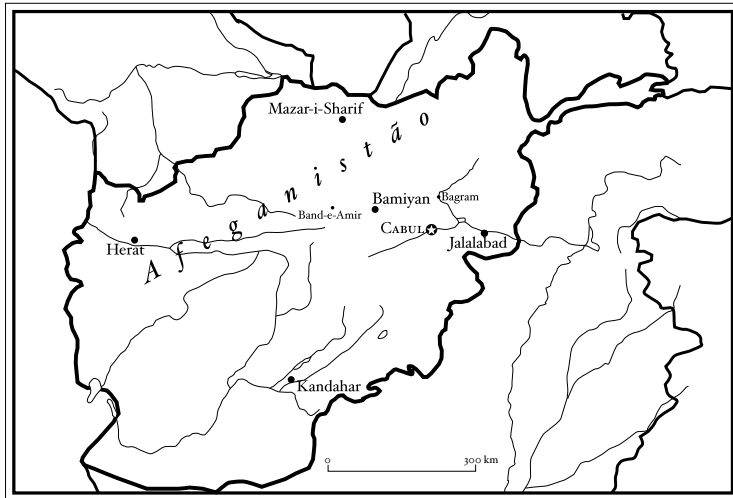 Mazar-i-Sharif
Afeganistão
Bamiyan
Bagram
Band-e-Amir
CABUL
Jalalabad
Herat
Kandahar
0 300 km